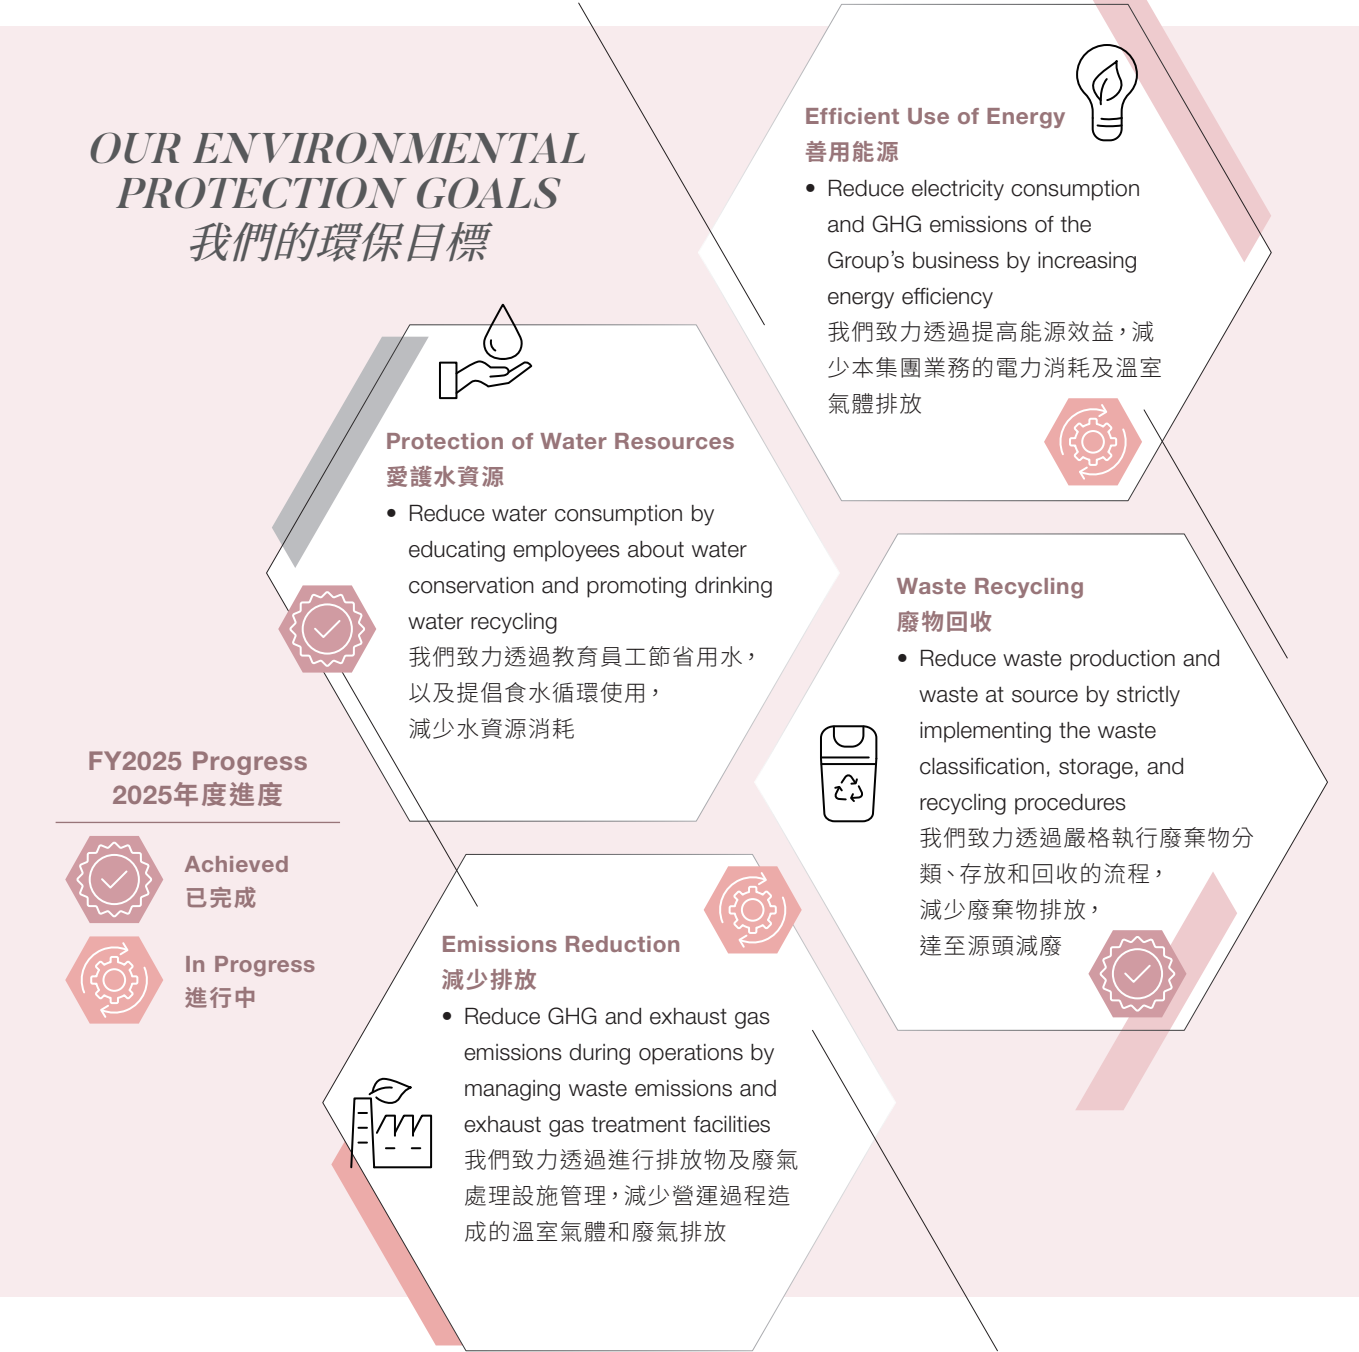 OUR ENVIRONMENTAL
PROTECTION GOALS
我們的環保目標
Efficient Use of Energy
善用能源
• Reduce electricity consumption
and GHG emissions of the
Group’s business by increasing
energy efficiency
我們致力透過提高能源效益，減
少本集團業務的電力消耗及溫室
氣體排放
Protection of Water Resources
愛護水資源
• Reduce water consumption by
educating employees about water
conservation and promoting drinking
water recycling
我們致力透過教育員工節省用水，
以及提倡食水循環使用，
減少水資源消耗
Waste Recycling
廢物回收
• Reduce waste production and
waste at source by strictly
implementing the waste
classification, storage, and
recycling procedures
我們致力透過嚴格執行廢棄物分
類、存放和回收的流程，
減少廢棄物排放，
達至源頭減廢
FY2025 Progress
2025年度進度
Achieved
已完成
In Progress
進行中
Emissions Reduction
減少排放
• Reduce GHG and exhaust gas
emissions during operations by
managing waste emissions and
exhaust gas treatment facilities
我們致力透過進行排放物及廢氣
處理設施管理，減少營運過程造
成的溫室氣體和廢氣排放